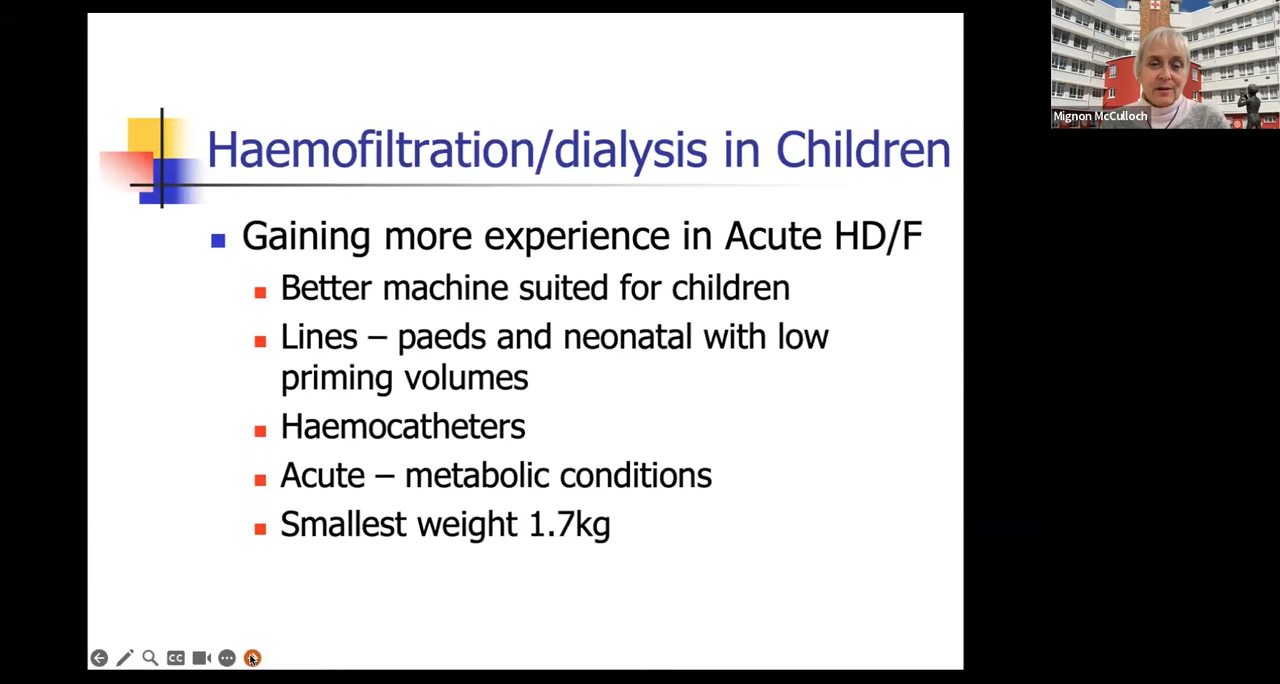 Haemofiltration/dialysis in Children
Gaining more experience in Acute HD/F
Better machine suited for children
Lines – paeds and neonatal with low
priming volumes
Haemocatheters
Acute – metabolic conditions
Smallest weight 1.7kg
Mignon McCulloch
CC